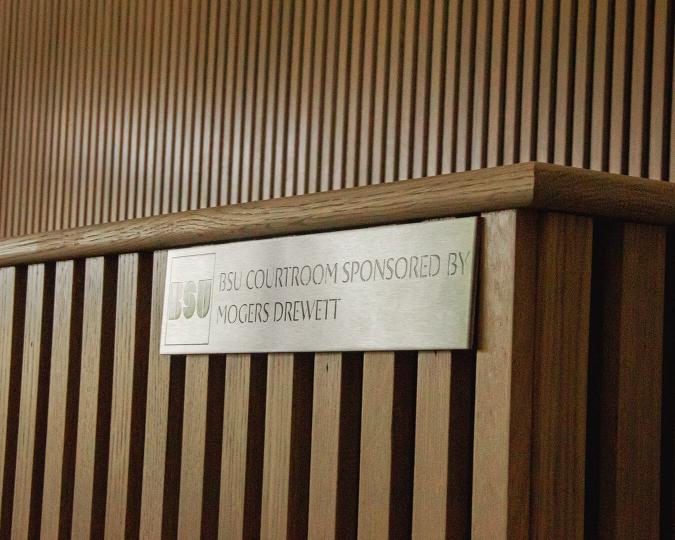 BSU
BSU COURTROOM SPONSORED BY
MOGERS DREWETT